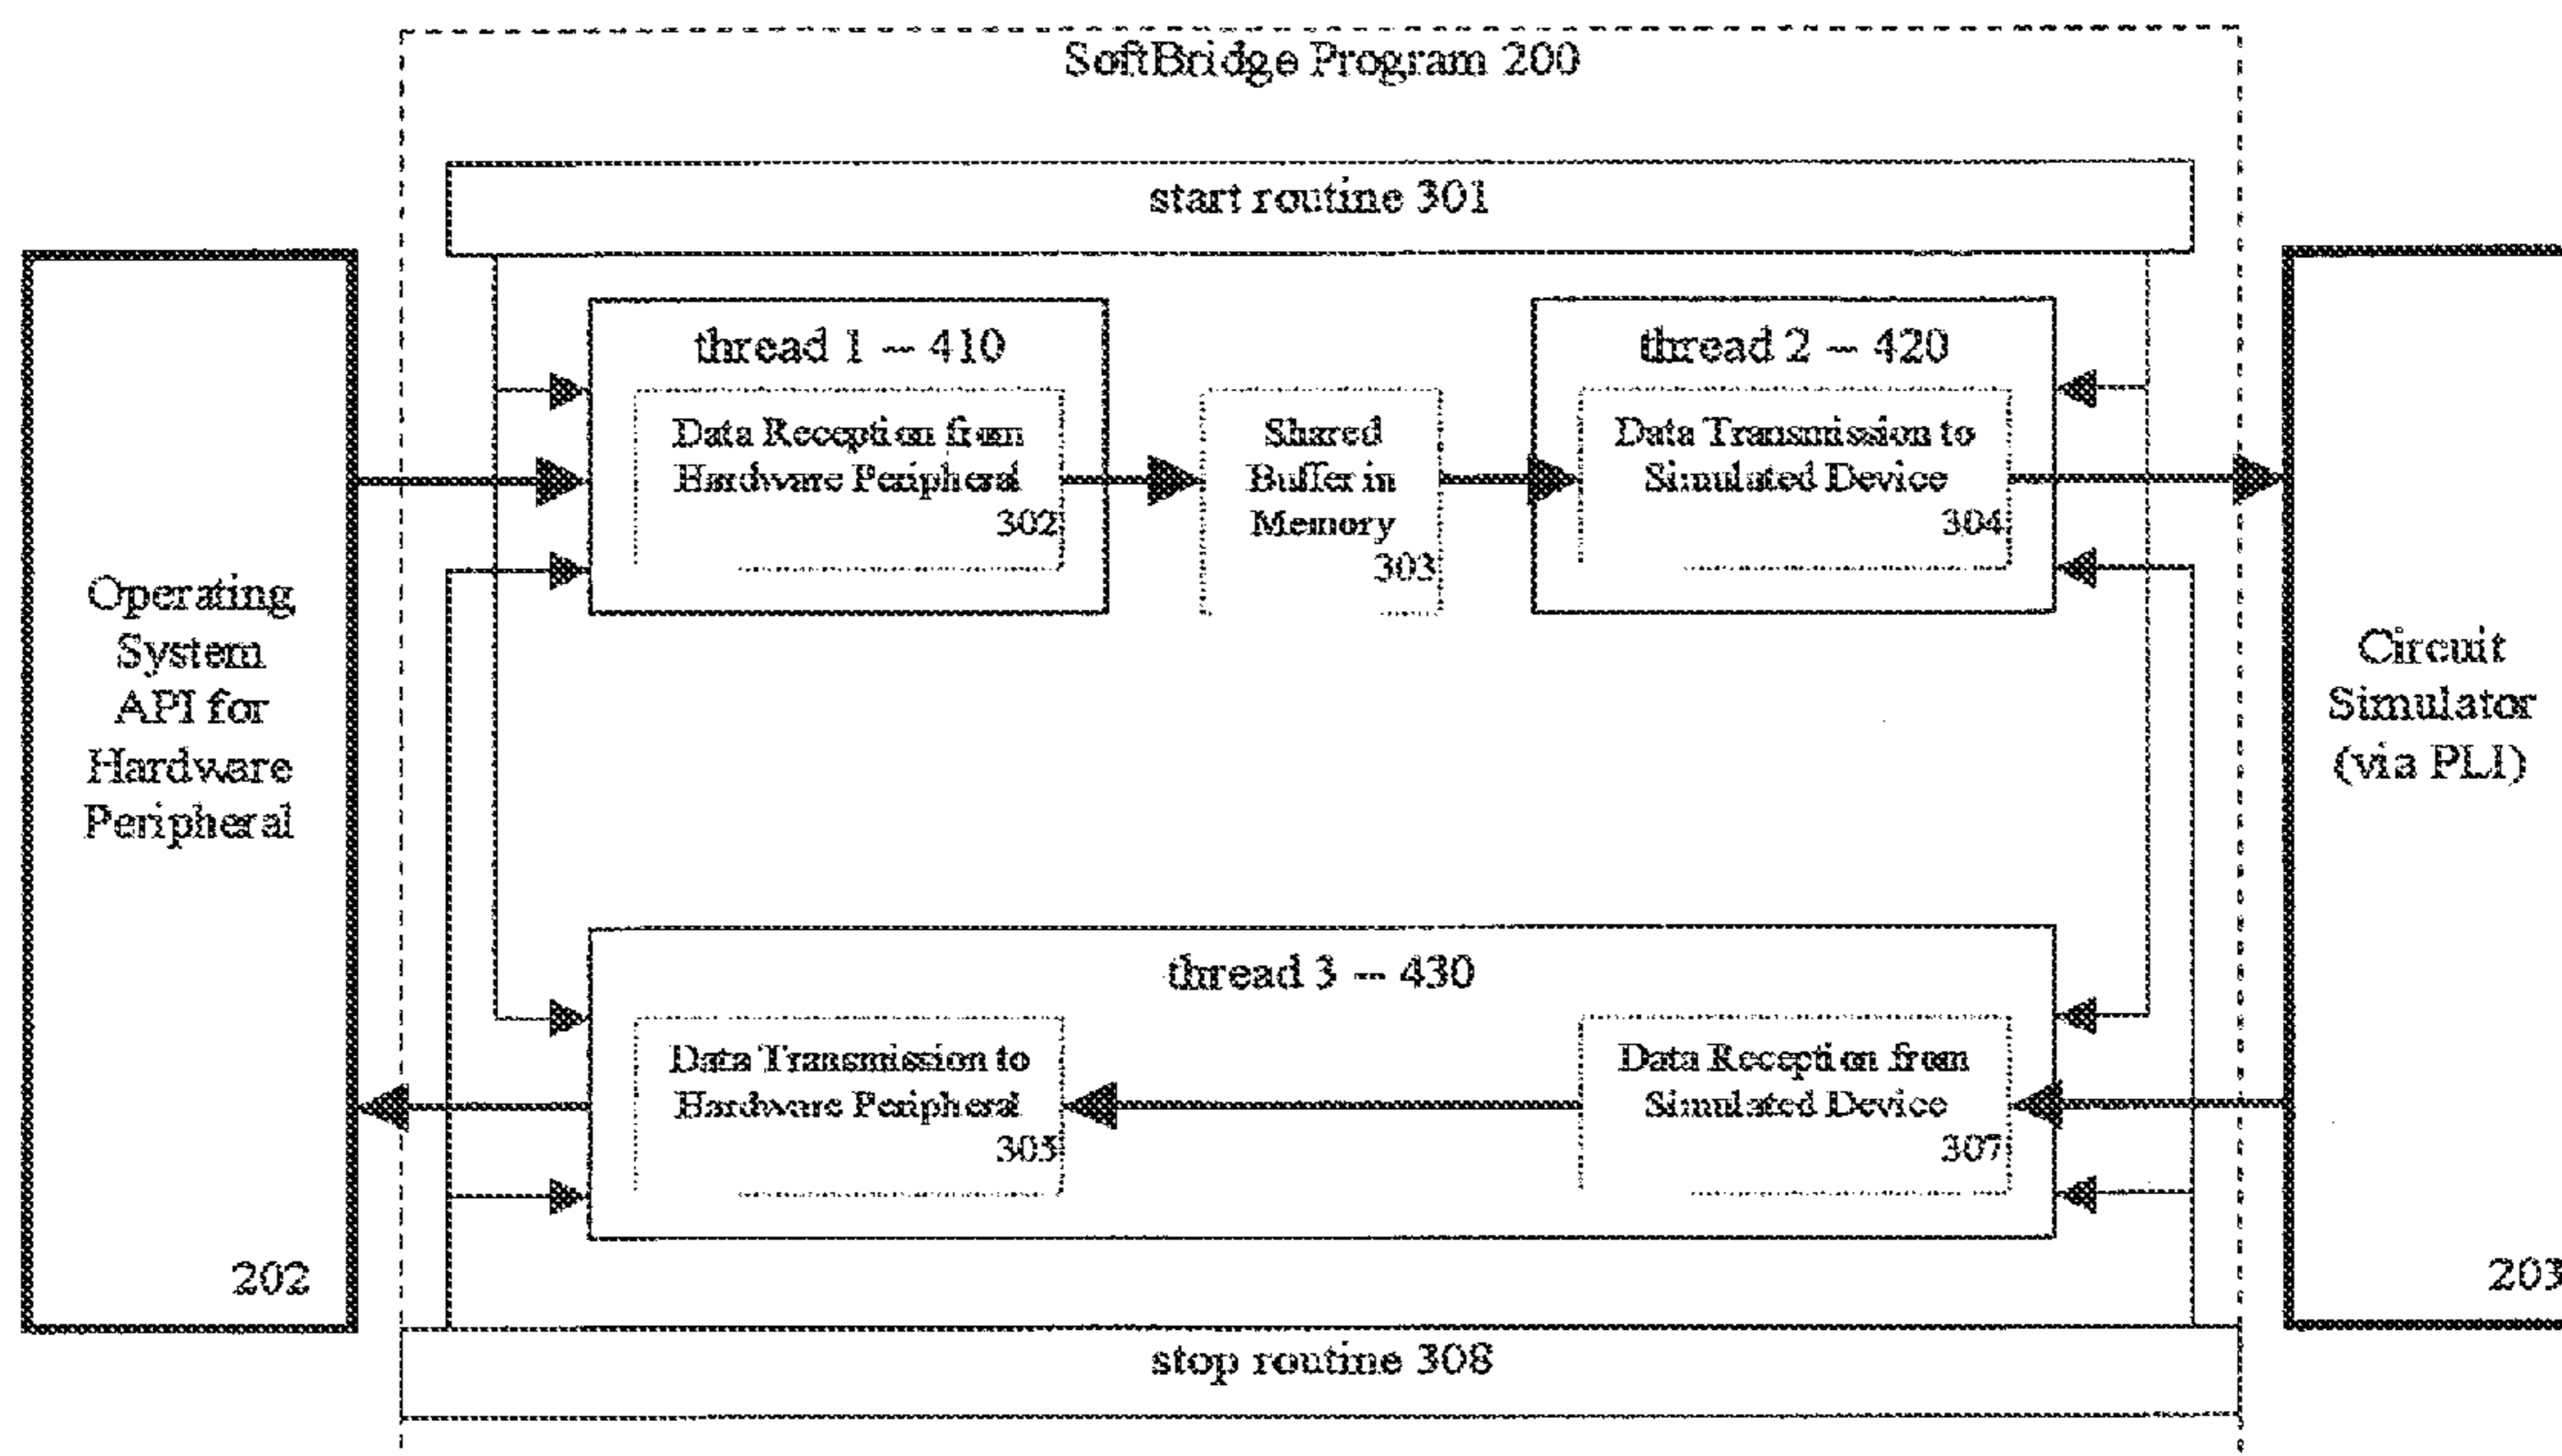 SoftBridge Program 200
start routine 301
thread 1 -- 410
Data Reception from
Hardware Peripheral
302
Shared
Buffer in
Memory
303
thread 2 -- 420
Data Transmission to
Simulated Device
304
Operating
System
API for
Hardware
Peripheral
202
Circuit
Simulator
(via PLI)
203
thread 3 -- 430
Data Transmission to
Hardware Peripheral
305
Data Reception from
Simulated Device
307
stop routine 308